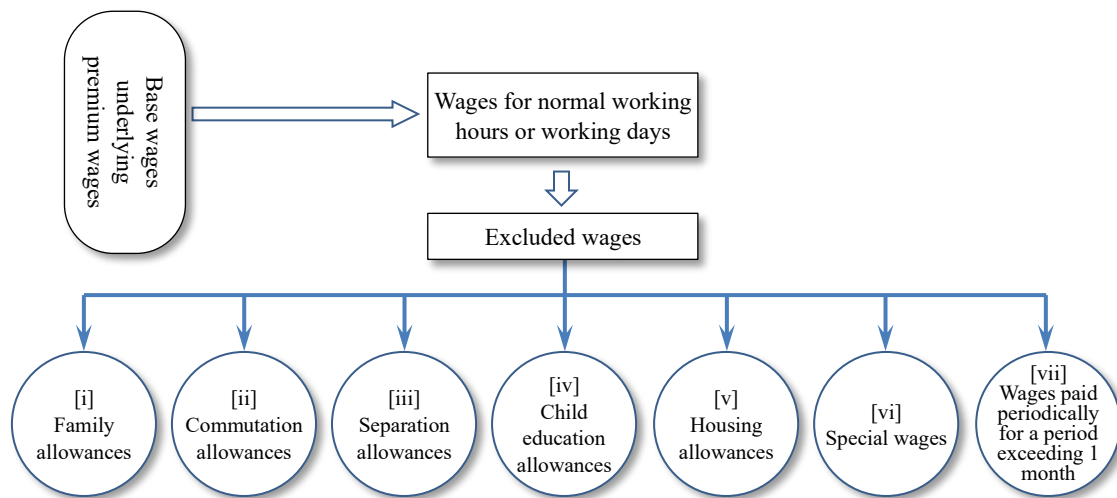 Base wages
underlying
premium wages
Wages for normal working
hours or working days
Excluded wages
[i]
Family
allowances
[ii]
Commutation
allowances
[iii]
Separation
allowances
[iv]
Child
education
allowances
[v]
Housing
allowances
[vi]
Special wages
[vii]
Wages paid
periodically
for a period
exceeding 1
month